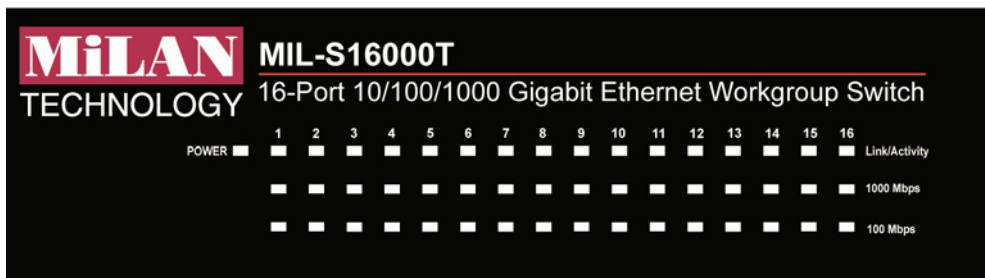 MiLAN
TECHNOLOGY
MIL-S16000T
16-Port 10/100/1000 Gigabit Ethernet Workgroup Switch
1 2 3 4 5 6 7 8 9 10 11 12 13 14 15 16
POWER Link/Activity
1000 Mbps
100 Mbps